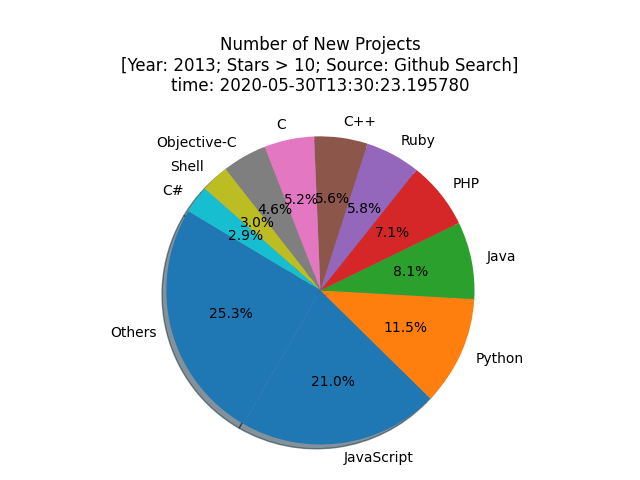 Number of New Projects
[Year: 2013; Stars > 10; Source: Github Search]
time: 2020-05-30T13:30:23.195780
C
C++
Objective-C
Ruby
Shell
PHP
C#
5.2%
5.6%
4.6%
5.8%
3.0%
7.1%
2.9%
Java
8.1%
25.3%
11.5%
Others
Python
21.0%
JavaScript